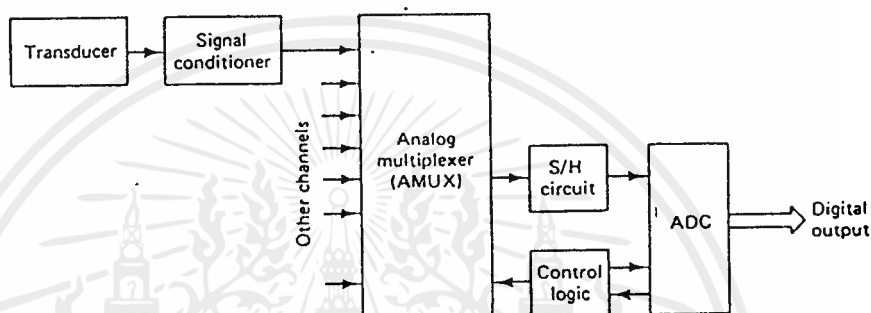 Transducer
Signal
conditioner
Other channels
Analog
multiplexer
(AMUX)
S/H
circuit
ADC
Digital
output
Control
logic